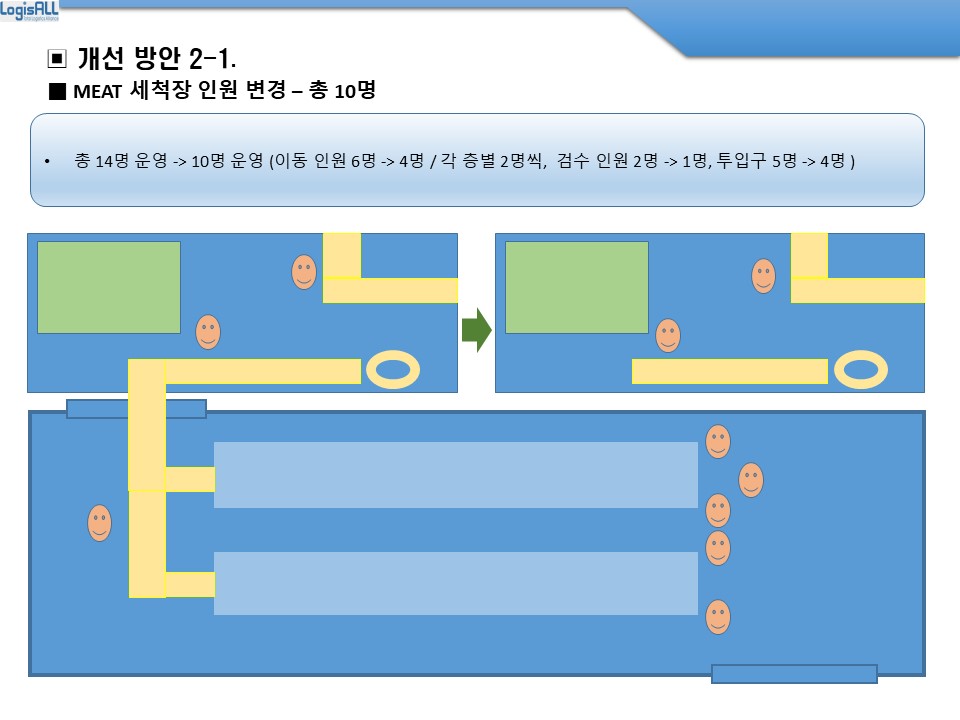 LogisALL
▣ 개선 방안 2-1.
■ MEAT 세척장 인원 변경 – 총 10명
• 총 14명 운영 -> 10명 운영 (이동 인원 6명 -> 4명 / 각 층별 2명씩, 검수 인원 2명 -> 1명, 투입구 5명 -> 4명 )